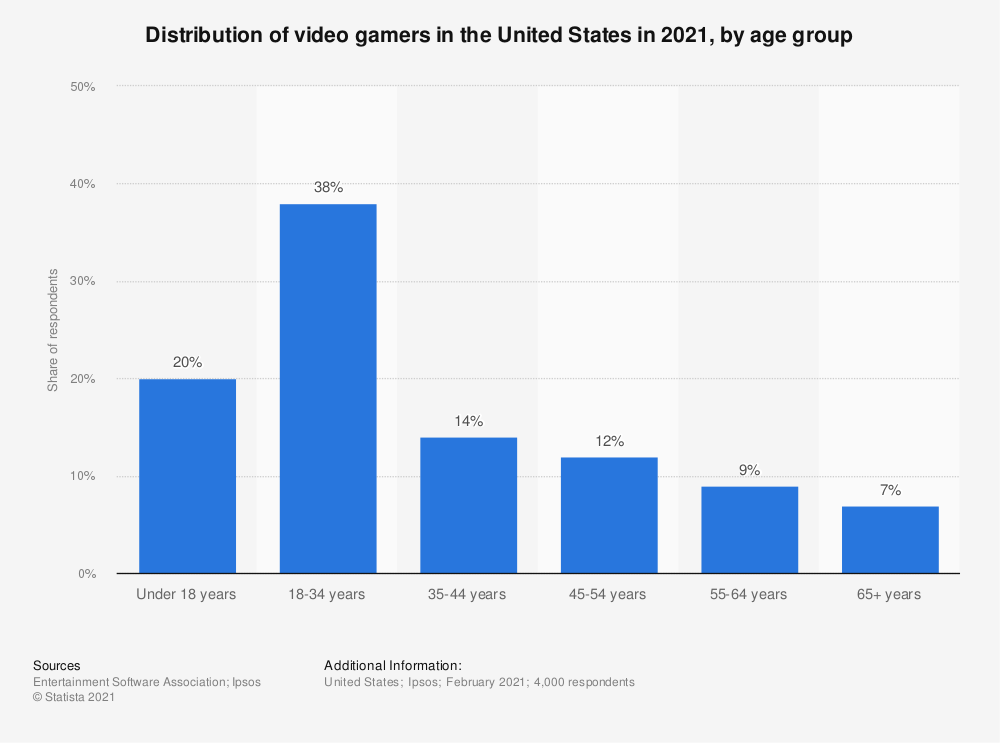 Distribution of video gamers in the United States in 2021, by age group
50%
40%
30%
20%
10%
0%
Share of respondents
20%
38%
14%
12%
9%
7%
Under 18 years
18-34 years
35-44 years
45-54 years
55-64 years
65+ years
Sources
Entertainment Software Association; Ipsos
© Statista 2021
Additional Information:
United States; Ipsos; February 2021; 4,000 respondents